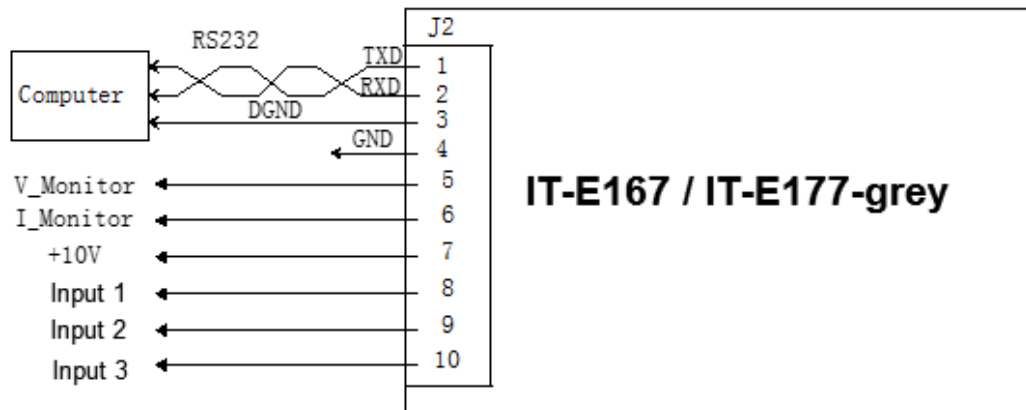 J2
RS232
TXD
1
Computer
RXD
2
DGND
3
GND
4
V_Monitor
5
IT-E167 / IT-E177-grey
I_Monitor
6
+10V
7
Input 1
8
Input 2
9
Input 3
10